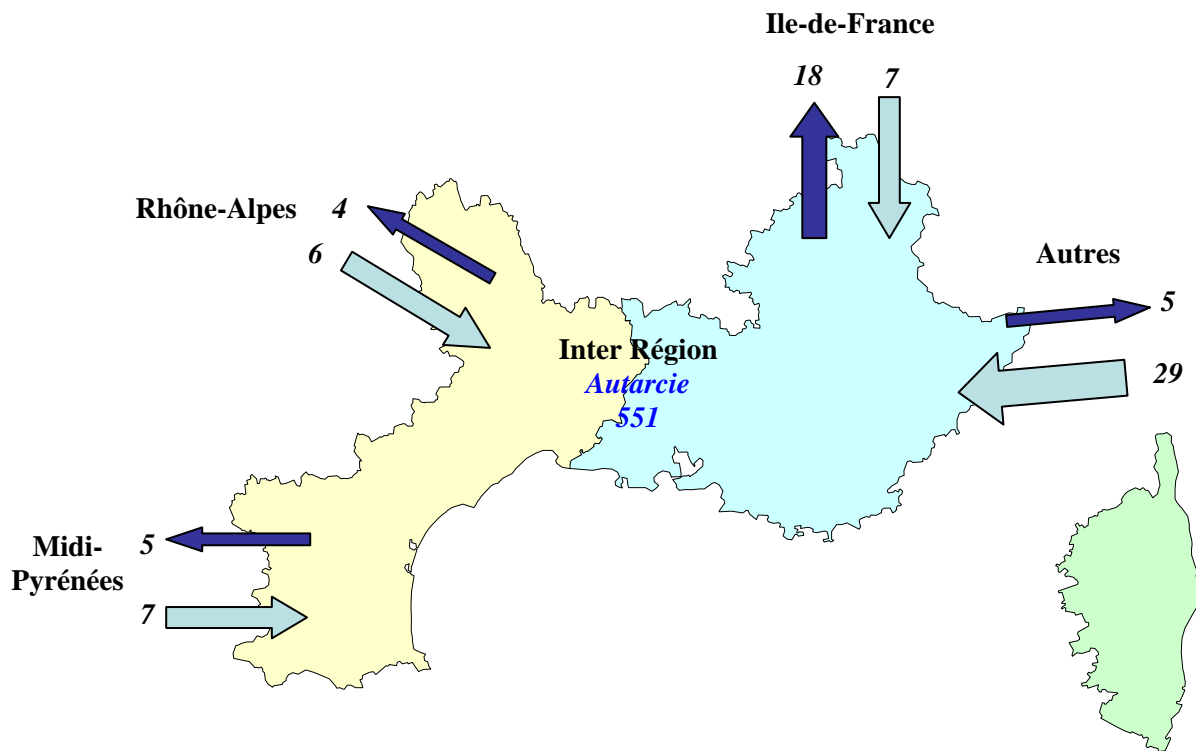 Ile-de-France
18 7
Rhône-Alpes 4
6
Autres
5
Inter Région
Autarcie
551
29
Midi-
Pyrénées
5
7